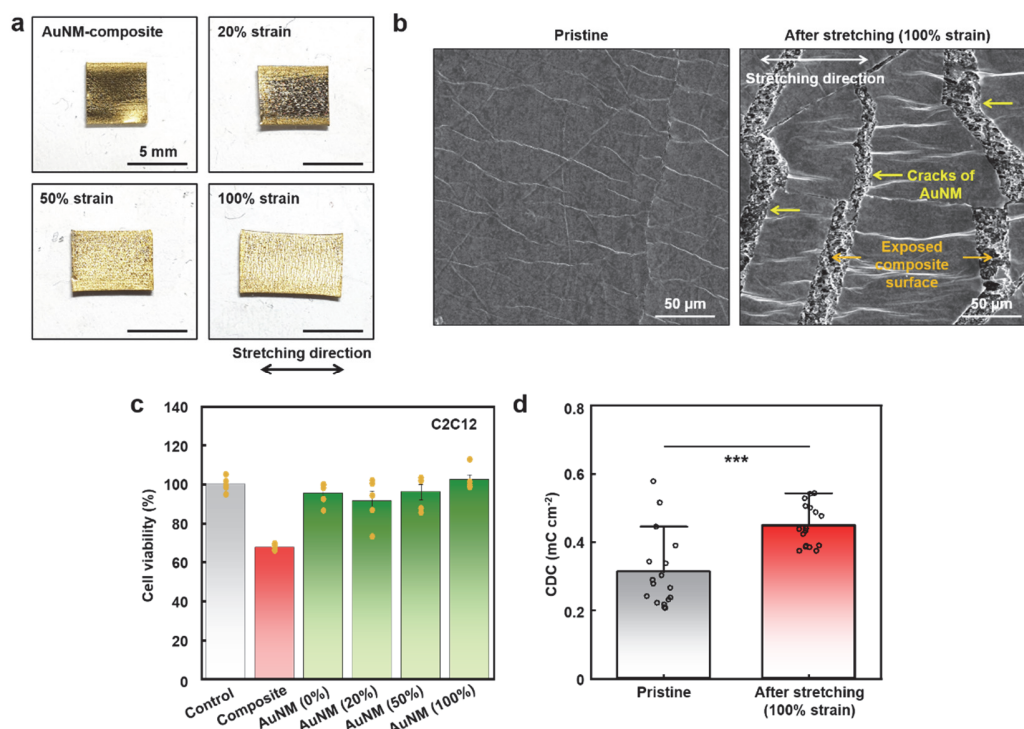 a
AuNM-composite
5 mm
20% strain
50% strain
100% strain
Stretching direction
b
Pristine
After stretching (100% strain)
50 μm
Stretching direction
Cracks of
AuNM
Exposed
composite
surface
50 μm
c
C2C12
Cell viability (%)
140
120
100
80
60
40
20
0
Control
Composite
AuNM (0%)
AuNM (20%)
AuNM (50%)
AuNM (100%)
d
CDC (mC cm⁻²)
0.8
0.6
0.4
0.2
0
***
Pristine
After stretching
(100% strain)